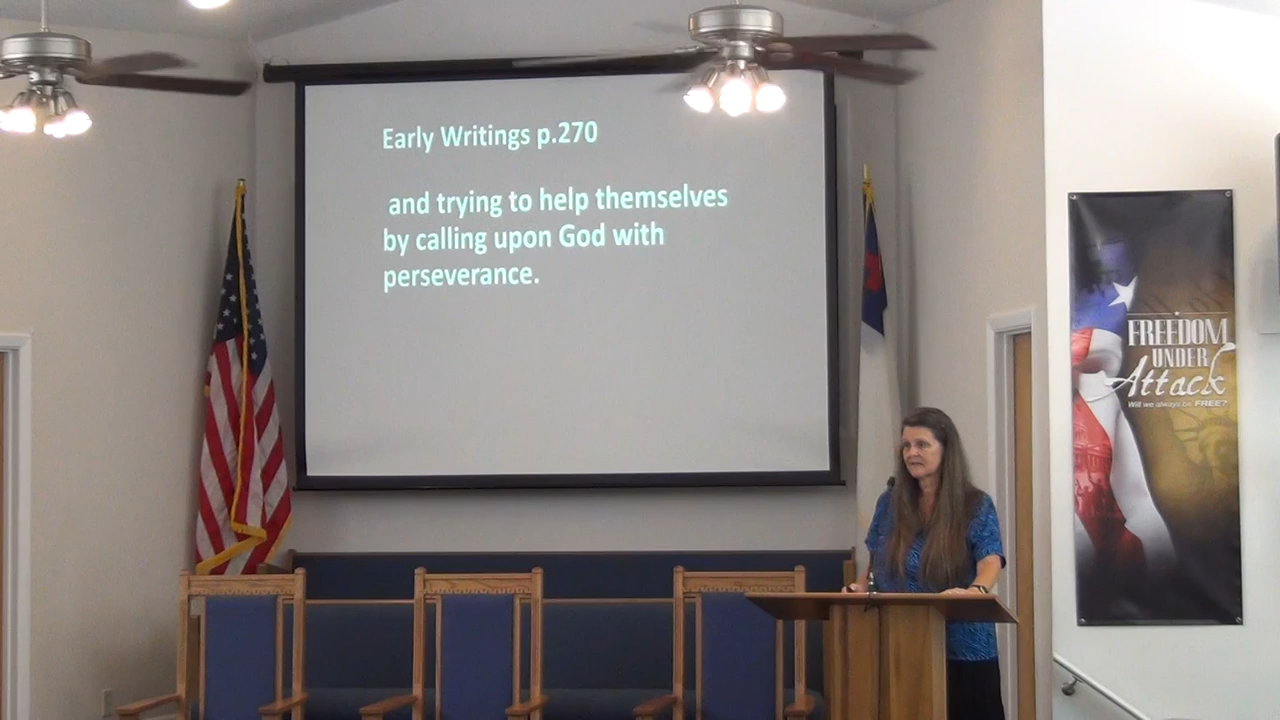 Early Writings p.270
and trying to help themselves
by calling upon God with
perseverance.
FREEDOM
UNDER
Attack
Will we always be FREE?